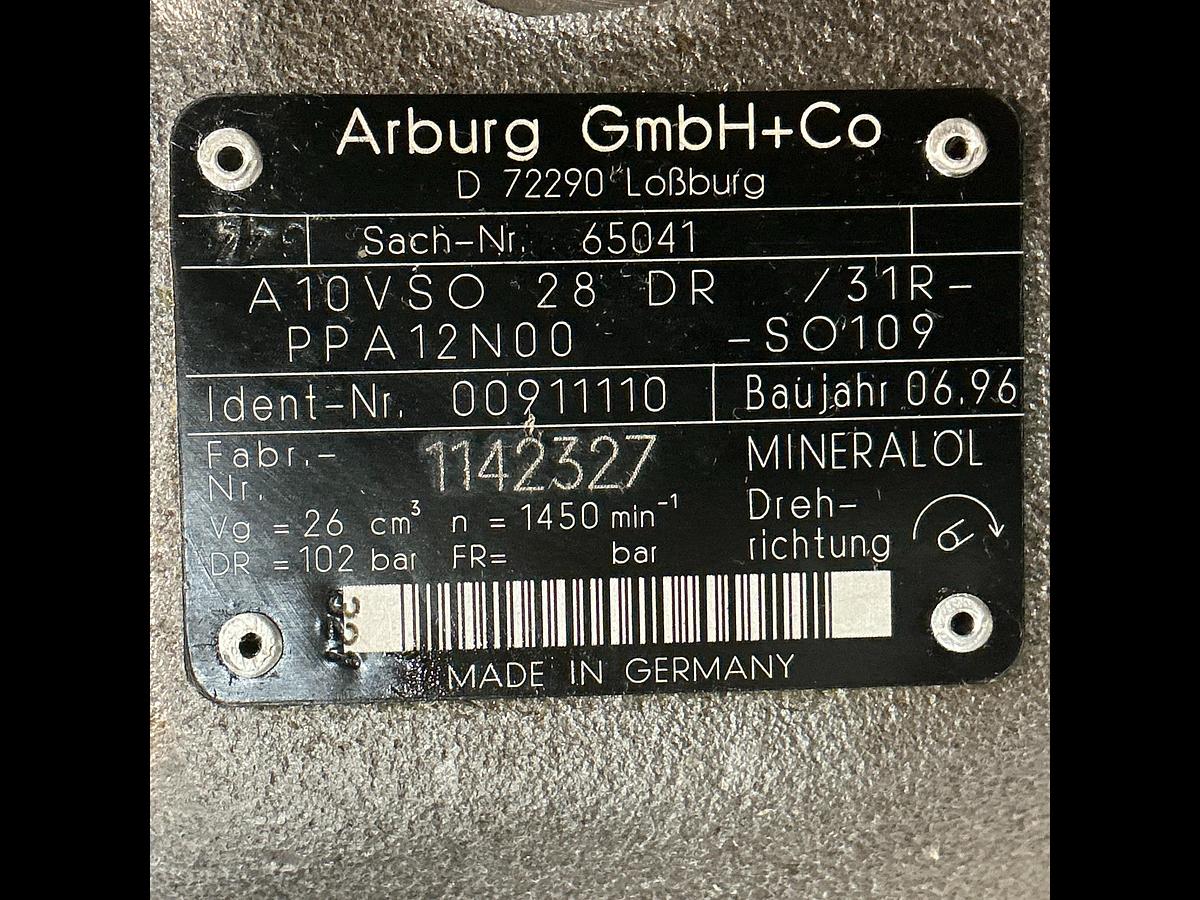 Arburg GmbH+Co
D 72290 Loßburg
Sach-Nr. 65041
A10VSO 28 DR /31R-
PPA12N00 -SO109
Ident-Nr. 00911110 Baujahr 06.96
Fabr.- 1142327 MINERALÖL
Nr.
Vg = 26 cm³ n = 1450 min⁻¹ Dreh-
DR = 102 bar FR= bar richtung
327
MADE IN GERMANY